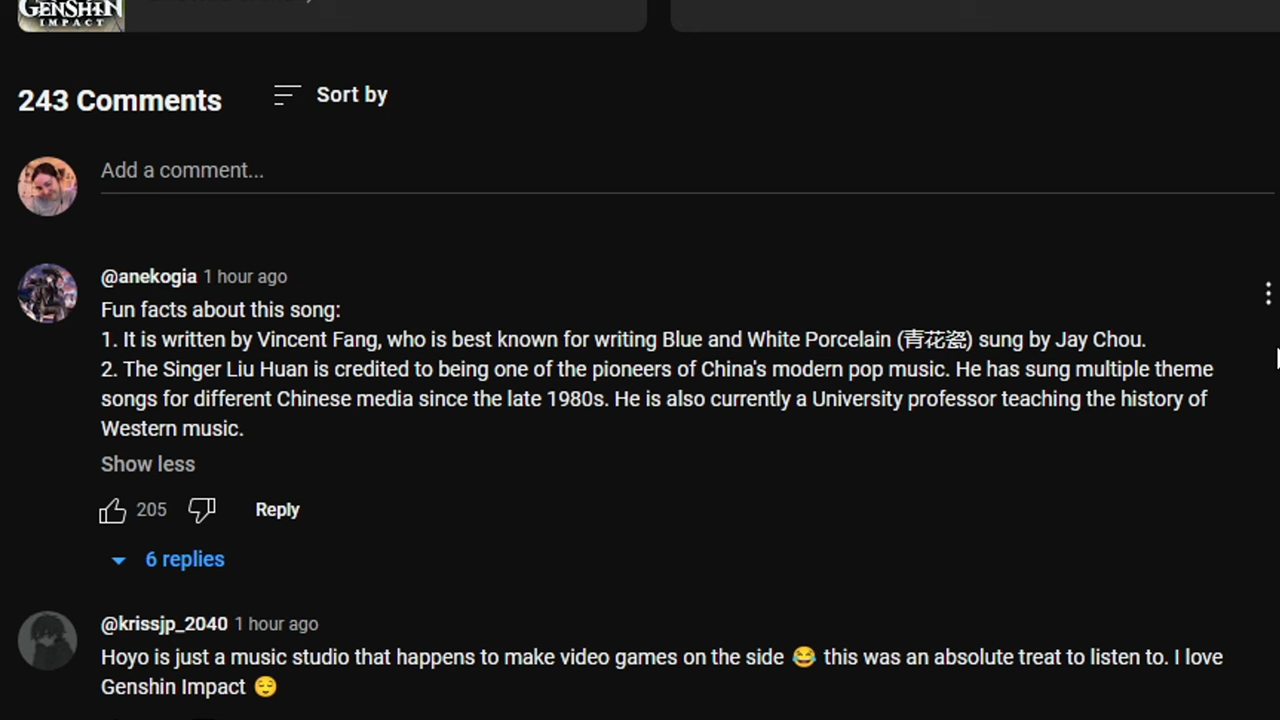 GENSHIN
IMPACT
243 Comments
Sort by
Add a comment...
@anekogia 1 hour ago
Fun facts about this song:
1. It is written by Vincent Fang, who is best known for writing Blue and White Porcelain (青花瓷) sung by Jay Chou.
2. The Singer Liu Huan is credited to being one of the pioneers of China's modern pop music. He has sung multiple theme
songs for different Chinese media since the late 1980s. He is also currently a University professor teaching the history of
Western music.
Show less
205 Reply
6 replies
@krissjp_2040 1 hour ago
Hoyo is just a music studio that happens to make video games on the side 😂 this was an absolute treat to listen to. I love
Genshin Impact 😌